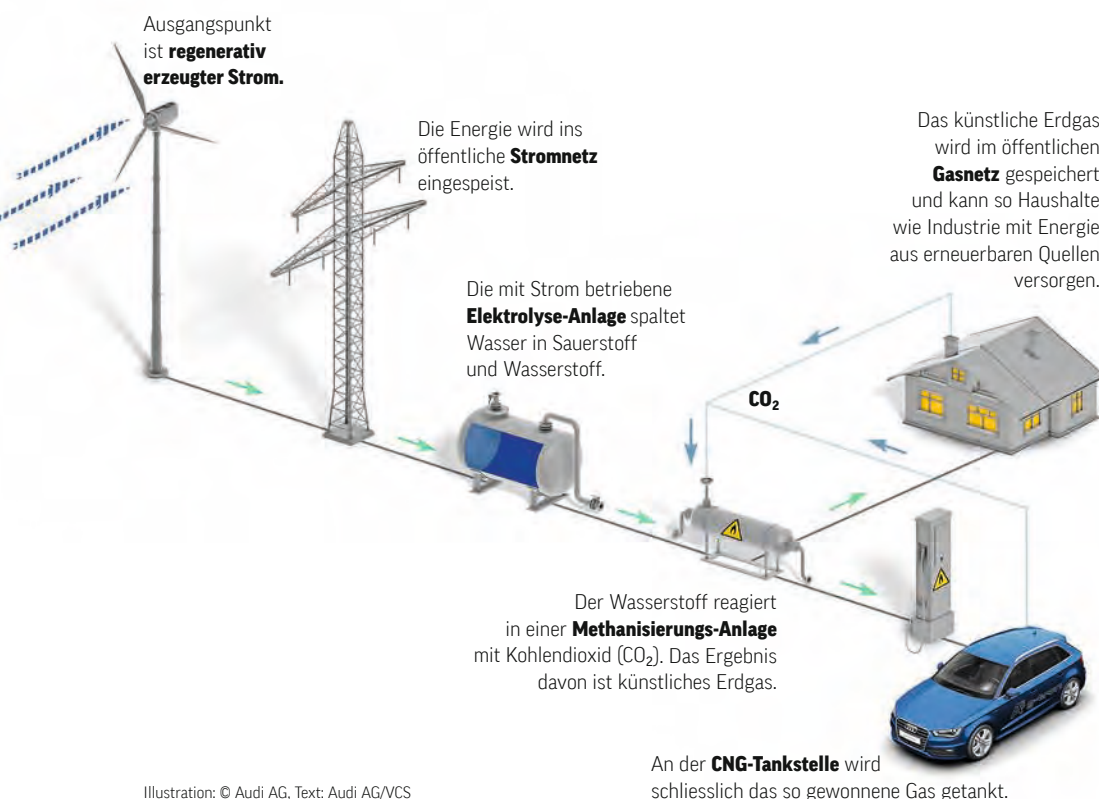 Ausgangspunkt
ist regenerativ
erzeugter Strom.
Die Energie wird ins
öffentliche Stromnetz
eingespeist.
Das künstliche Erdgas
wird im öffentlichen
Gasnetz gespeichert
und kann so Haushalte
wie Industrie mit Energie
aus erneuerbaren Quellen
versorgen.
Die mit Strom betriebene
Elektrolyse-Anlage spaltet
Wasser in Sauerstoff
und Wasserstoff.
CO₂
Der Wasserstoff reagiert
in einer Methanisierungs-Anlage
mit Kohlendioxid (CO₂). Das Ergebnis
davon ist künstliches Erdgas.
An der CNG-Tankstelle wird
schliesslich das so gewonnene Gas getankt.
Illustration: © Audi AG, Text: Audi AG/VCS